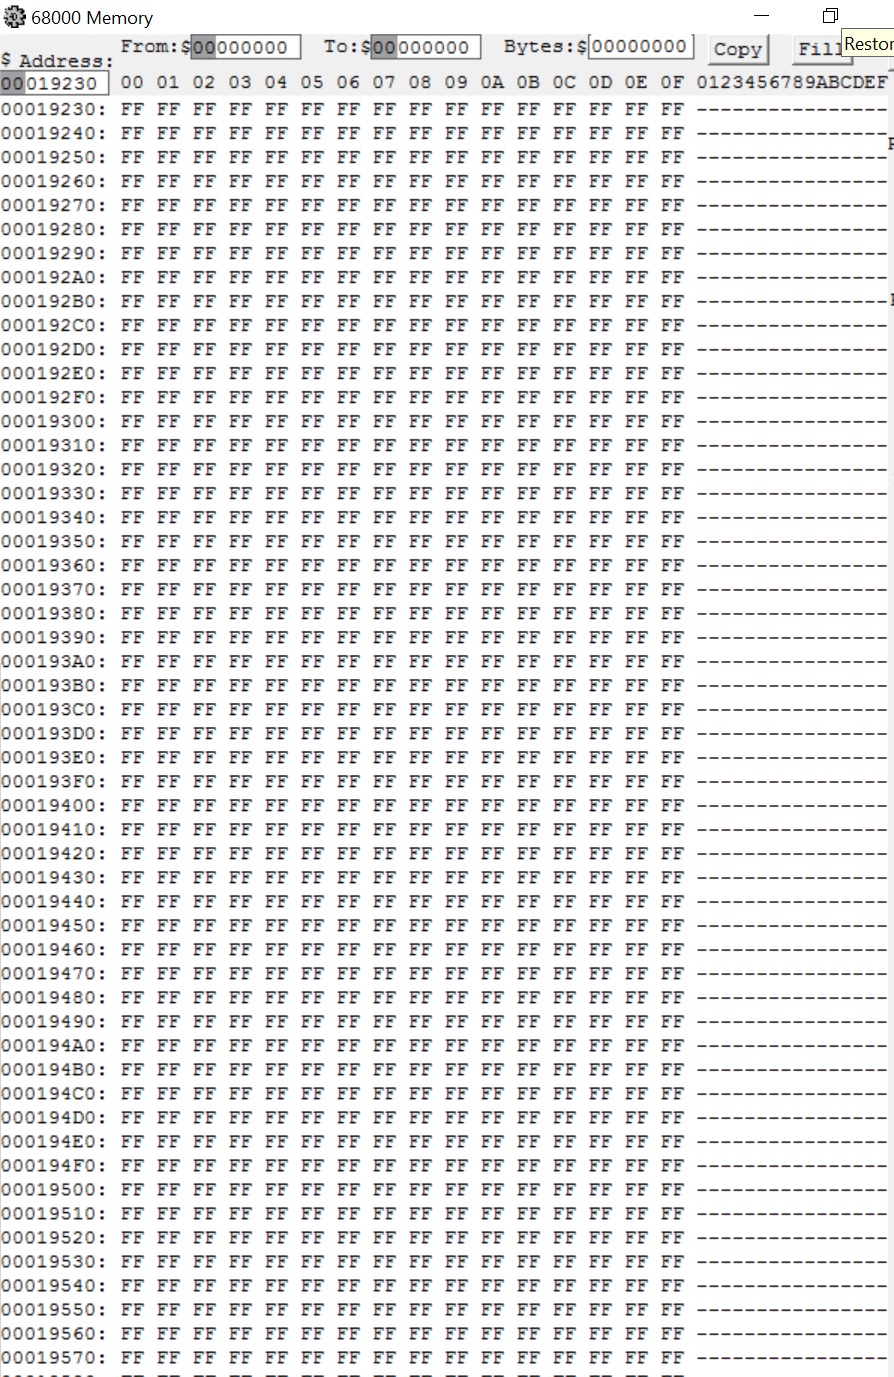 68000 Memory
From:$00000000 To:$00000000 Bytes:$00000000 Copy Fill
Restor
$ Address:
00019230 00 01 02 03 04 05 06 07 08 09 0A 0B 0C 0D 0E 0F 0123456789ABCDEF
00019230: FF FF FF FF FF FF FF FF FF FF FF FF FF FF FF FF ----------------
00019240: FF FF FF FF FF FF FF FF FF FF FF FF FF FF FF FF ----------------
00019250: FF FF FF FF FF FF FF FF FF FF FF FF FF FF FF FF ----------------
00019260: FF FF FF FF FF FF FF FF FF FF FF FF FF FF FF FF ----------------
00019270: FF FF FF FF FF FF FF FF FF FF FF FF FF FF FF FF ----------------
00019280: FF FF FF FF FF FF FF FF FF FF FF FF FF FF FF FF ----------------
00019290: FF FF FF FF FF FF FF FF FF FF FF FF FF FF FF FF ----------------
000192A0: FF FF FF FF FF FF FF FF FF FF FF FF FF FF FF FF ----------------
000192B0: FF FF FF FF FF FF FF FF FF FF FF FF FF FF FF FF ----------------
000192C0: FF FF FF FF FF FF FF FF FF FF FF FF FF FF FF FF ----------------
000192D0: FF FF FF FF FF FF FF FF FF FF FF FF FF FF FF FF ----------------
000192E0: FF FF FF FF FF FF FF FF FF FF FF FF FF FF FF FF ----------------
000192F0: FF FF FF FF FF FF FF FF FF FF FF FF FF FF FF FF ----------------
00019300: FF FF FF FF FF FF FF FF FF FF FF FF FF FF FF FF ----------------
00019310: FF FF FF FF FF FF FF FF FF FF FF FF FF FF FF FF ----------------
00019320: FF FF FF FF FF FF FF FF FF FF FF FF FF FF FF FF ----------------
00019330: FF FF FF FF FF FF FF FF FF FF FF FF FF FF FF FF ----------------
00019340: FF FF FF FF FF FF FF FF FF FF FF FF FF FF FF FF ----------------
00019350: FF FF FF FF FF FF FF FF FF FF FF FF FF FF FF FF ----------------
00019360: FF FF FF FF FF FF FF FF FF FF FF FF FF FF FF FF ----------------
00019370: FF FF FF FF FF FF FF FF FF FF FF FF FF FF FF FF ----------------
00019380: FF FF FF FF FF FF FF FF FF FF FF FF FF FF FF FF ----------------
00019390: FF FF FF FF FF FF FF FF FF FF FF FF FF FF FF FF ----------------
000193A0: FF FF FF FF FF FF FF FF FF FF FF FF FF FF FF FF ----------------
000193B0: FF FF FF FF FF FF FF FF FF FF FF FF FF FF FF FF ----------------
000193C0: FF FF FF FF FF FF FF FF FF FF FF FF FF FF FF FF ----------------
000193D0: FF FF FF FF FF FF FF FF FF FF FF FF FF FF FF FF ----------------
000193E0: FF FF FF FF FF FF FF FF FF FF FF FF FF FF FF FF ----------------
000193F0: FF FF FF FF FF FF FF FF FF FF FF FF FF FF FF FF ----------------
00019400: FF FF FF FF FF FF FF FF FF FF FF FF FF FF FF FF ----------------
00019410: FF FF FF FF FF FF FF FF FF FF FF FF FF FF FF FF ----------------
00019420: FF FF FF FF FF FF FF FF FF FF FF FF FF FF FF FF ----------------
00019430: FF FF FF FF FF FF FF FF FF FF FF FF FF FF FF FF ----------------
00019440: FF FF FF FF FF FF FF FF FF FF FF FF FF FF FF FF ----------------
00019450: FF FF FF FF FF FF FF FF FF FF FF FF FF FF FF FF ----------------
00019460: FF FF FF FF FF FF FF FF FF FF FF FF FF FF FF FF ----------------
00019470: FF FF FF FF FF FF FF FF FF FF FF FF FF FF FF FF ----------------
00019480: FF FF FF FF FF FF FF FF FF FF FF FF FF FF FF FF ----------------
00019490: FF FF FF FF FF FF FF FF FF FF FF FF FF FF FF FF ----------------
000194A0: FF FF FF FF FF FF FF FF FF FF FF FF FF FF FF FF ----------------
000194B0: FF FF FF FF FF FF FF FF FF FF FF FF FF FF FF FF ----------------
000194C0: FF FF FF FF FF FF FF FF FF FF FF FF FF FF FF FF ----------------
000194D0: FF FF FF FF FF FF FF FF FF FF FF FF FF FF FF FF ----------------
000194E0: FF FF FF FF FF FF FF FF FF FF FF FF FF FF FF FF ----------------
000194F0: FF FF FF FF FF FF FF FF FF FF FF FF FF FF FF FF ----------------
00019500: FF FF FF FF FF FF FF FF FF FF FF FF FF FF FF FF ----------------
00019510: FF FF FF FF FF FF FF FF FF FF FF FF FF FF FF FF ----------------
00019520: FF FF FF FF FF FF FF FF FF FF FF FF FF FF FF FF ----------------
00019530: FF FF FF FF FF FF FF FF FF FF FF FF FF FF FF FF ----------------
00019540: FF FF FF FF FF FF FF FF FF FF FF FF FF FF FF FF ----------------
00019550: FF FF FF FF FF FF FF FF FF FF FF FF FF FF FF FF ----------------
00019560: FF FF FF FF FF FF FF FF FF FF FF FF FF FF FF FF ----------------
00019570: FF FF FF FF FF FF FF FF FF FF FF FF FF FF FF FF ----------------